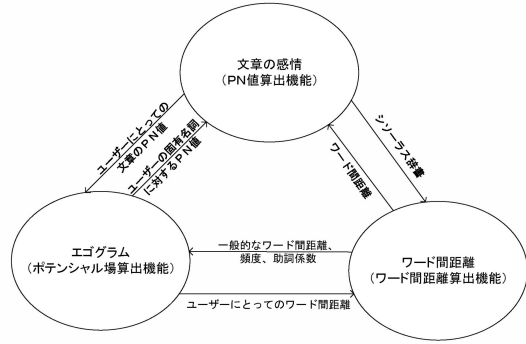 文章の感情
(PN値算出機能)
ユーザーにとっての
文章のPN値
ユーザーの固有名詞
に対するPN値
ワード間距離
シソーラス辞書
エゴグラム
(ポテンシャル場算出機能)
一般的なワード間距離、
頻度、助詞係数
ユーザーにとってのワード間距離
ワード間距離
(ワード間距離算出機能)